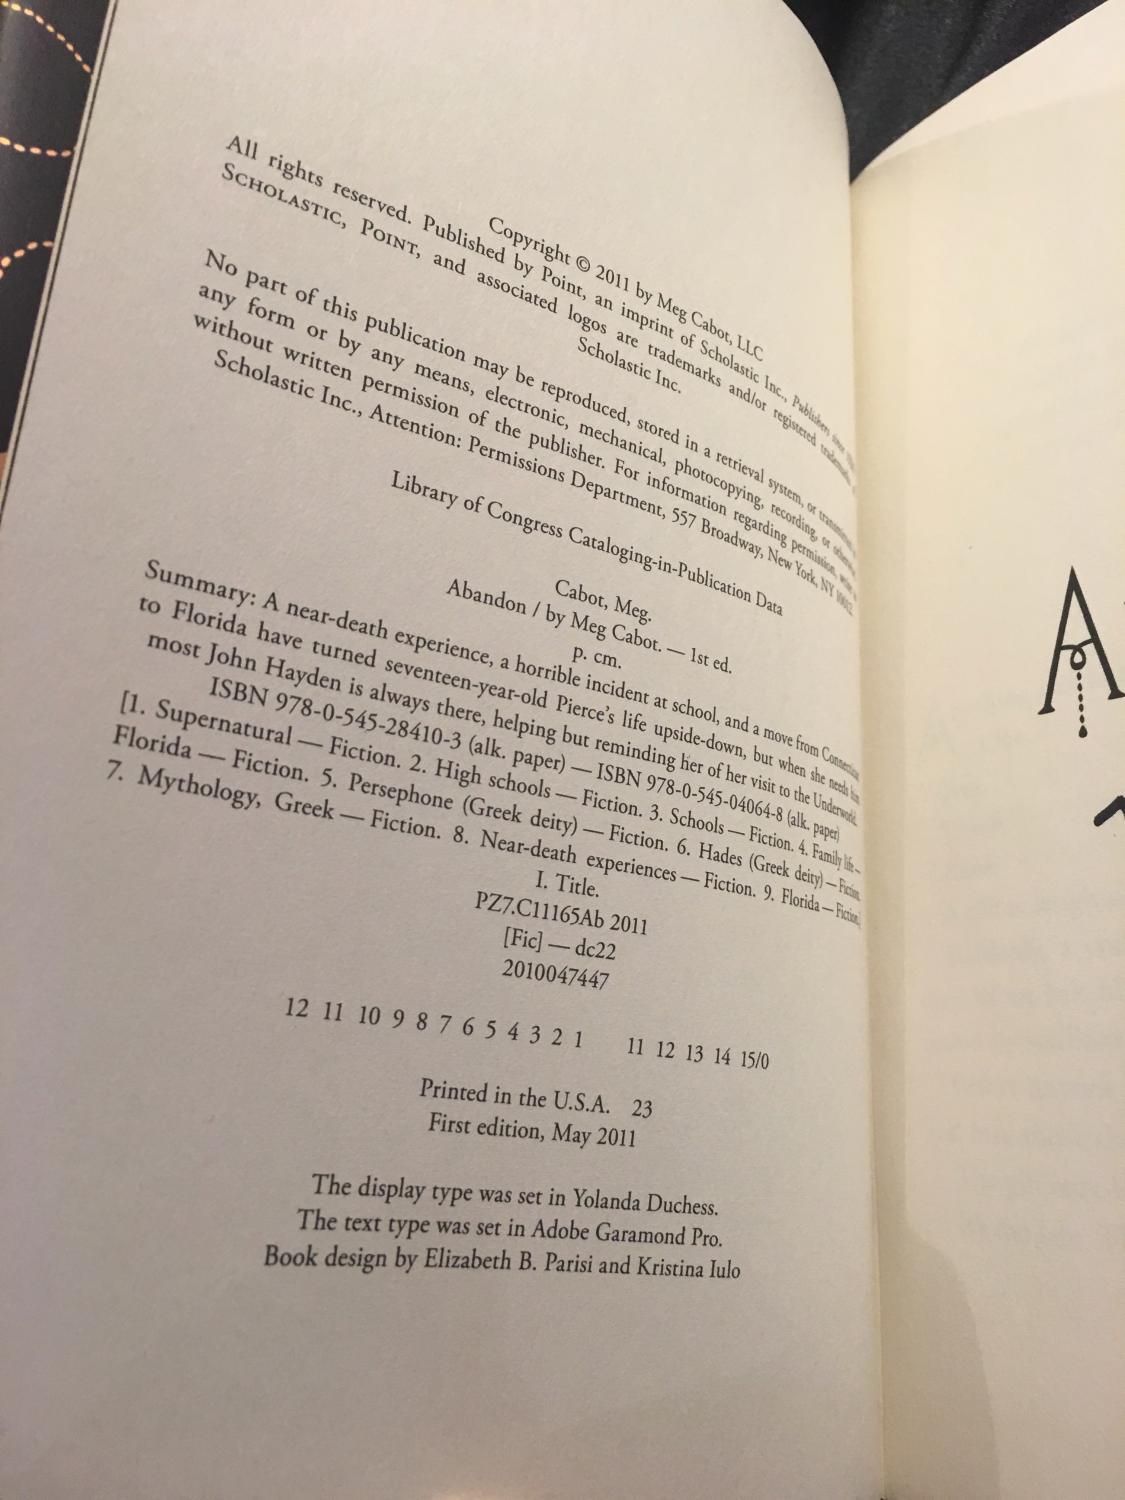 Copyright © 2011 by Meg Cabot, LLC
All rights reserved. Published by Point, an imprint of Scholastic Inc., Publishers since
SCHOLASTIC, POINT, and associated logos are trademarks and/or registered trademarks
Scholastic Inc.
No part of this publication may be reproduced, stored in a retrieval system, or
any form or by any means, electronic, mechanical, photocopying, recording, or
without written permission of the publisher. For information regarding permission, write
Scholastic Inc., Attention: Permissions Department, 557 Broadway, New York, NY 10012.
Library of Congress Cataloging-in-Publication Data
Cabot, Meg.
Abandon / by Meg Cabot. — 1st ed.
p. cm.
Summary: A near-death experience, a horrible incident at school, and a move from Connecticut
to Florida have turned seventeen-year-old Pierce's life upside-down, but when she needs him
most John Hayden is always there, helping but reminding her of her visit to the Underworld.
ISBN 978-0-545-28410-3 (alk. paper) — ISBN 978-0-545-04064-8 (alk. paper)
[1. Supernatural — Fiction. 2. High schools — Fiction. 3. Schools — Fiction. 4. Family life —
Florida — Fiction. 5. Persephone (Greek deity) — Fiction. 6. Hades (Greek deity) — Fiction.
7. Mythology, Greek — Fiction. 8. Near-death experiences — Fiction. 9. Florida — Fiction.]
I. Title.
PZ7.C11165Ab 2011
[Fic] — dc22
2010047447
12 11 10 9 8 7 6 5 4 3 2 1 11 12 13 14 15/0
Printed in the U.S.A. 23
First edition, May 2011
The display type was set in Yolanda Duchess.
The text type was set in Adobe Garamond Pro.
Book design by Elizabeth B. Parisi and Kristina Iulo
A